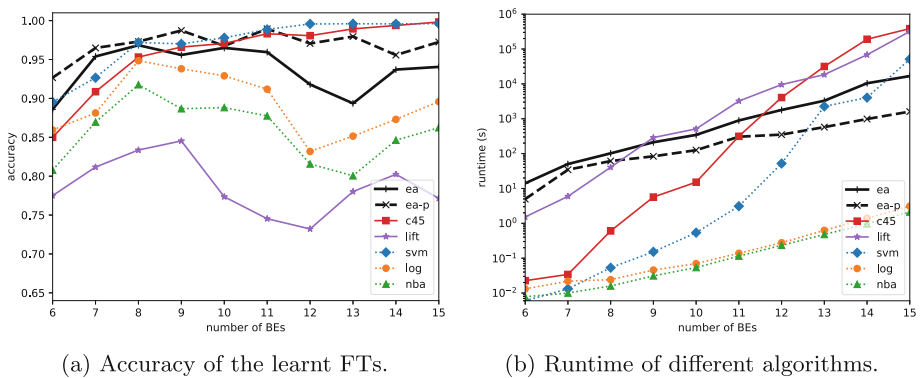 1.00
0.95
0.90
0.85
0.80
0.75
0.70
0.65
accuracy
6 7 8 9 10 11 12 13 14 15
number of BEs
ea
ea-p
c45
lift
svm
log
nba
(a) Accuracy of the learnt FTs.
10^6
10^5
10^4
10^3
10^2
10^1
10^0
10^−1
10^−2
runtime (s)
6 7 8 9 10 11 12 13 14 15
number of BEs
ea
ea-p
c45
lift
svm
log
nba
(b) Runtime of different algorithms.